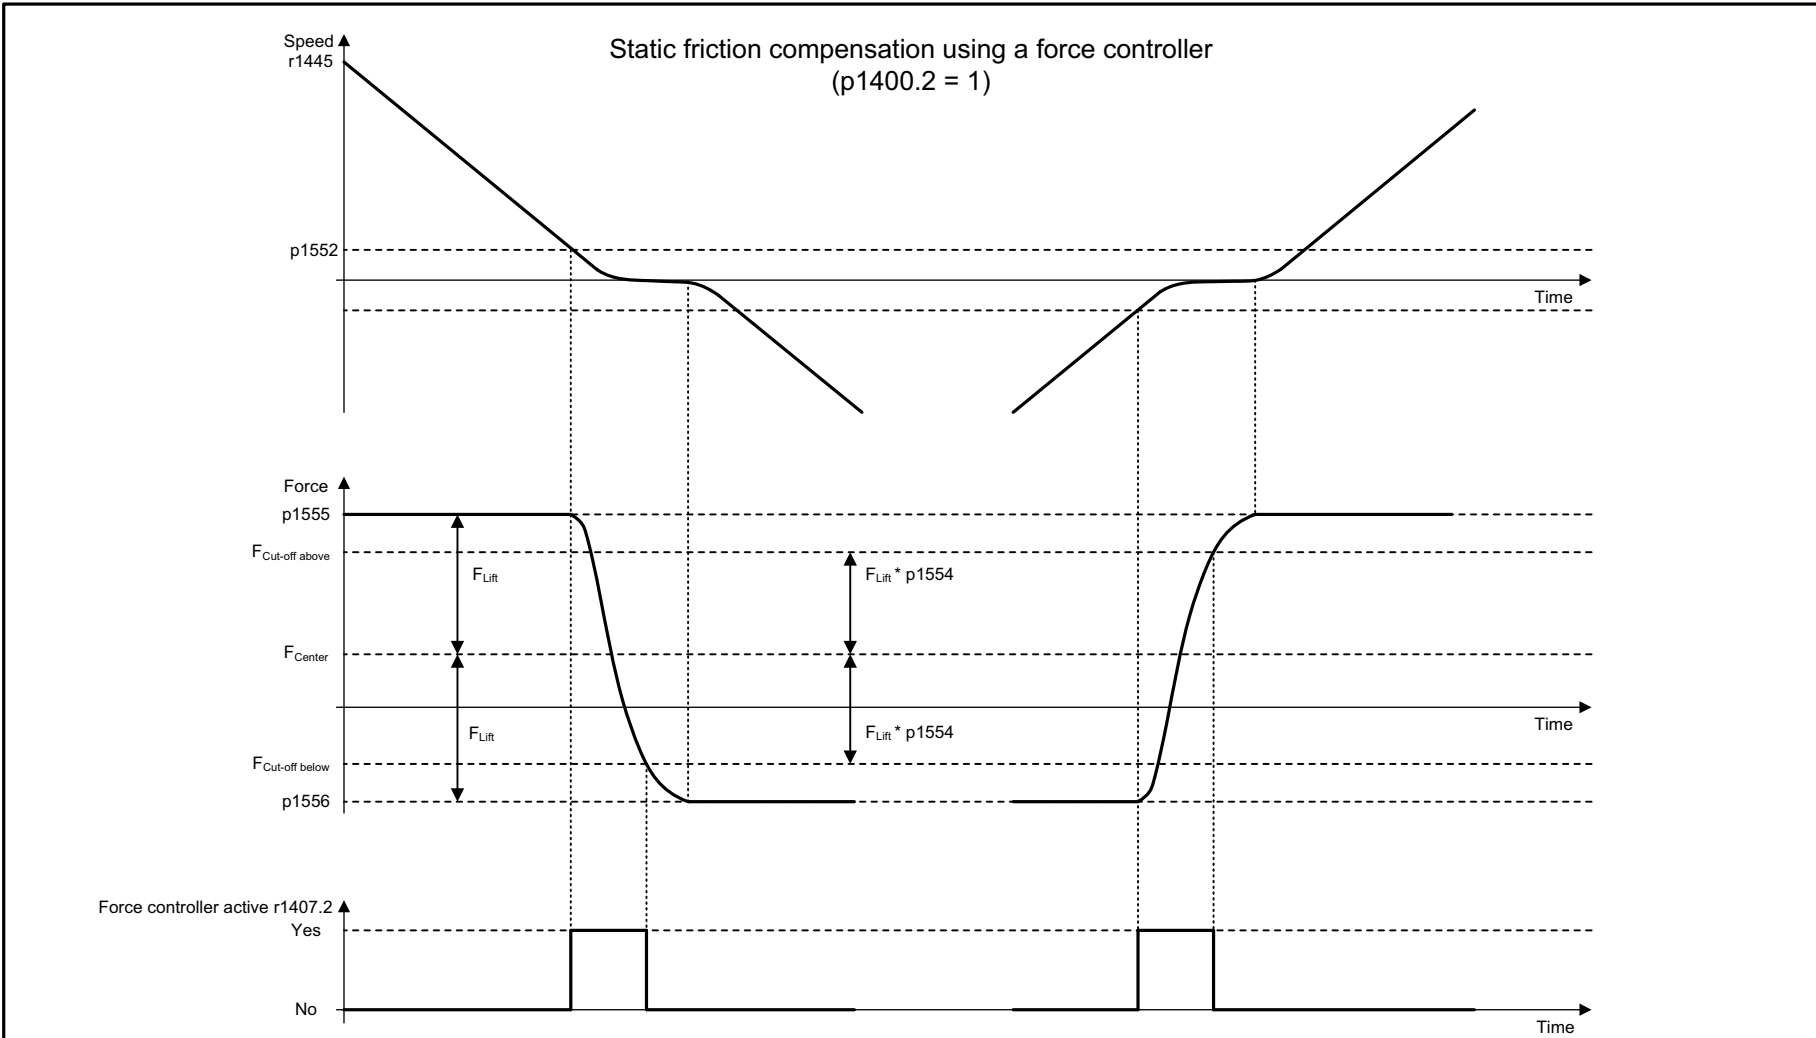 Static friction compensation using a force controller
(p1400.2 = 1)
Speed
r1445
p1552
Time
Force
p1555
FCut-off above
FLift
FLift * p1554
FCenter
FLift
FLift * p1554
Time
FCut-off below
p1556
Force controller active r1407.2
Yes
No
Time